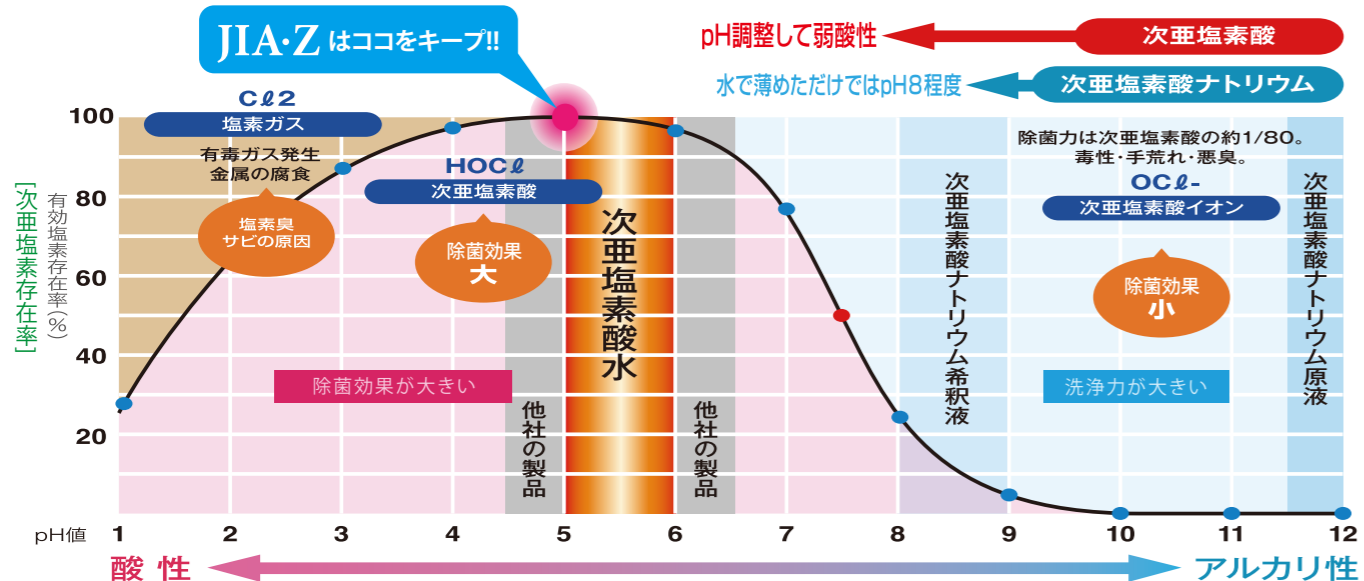 JIA・Z はココをキープ!!
pH調整して弱酸性
次亜塩素酸
水で薄めただけではpH8程度
次亜塩素酸ナトリウム
Cℓ2
塩素ガス
有毒ガス発生
金属の腐食
塩素臭
サビの原因
HOCℓ
次亜塩素酸
除菌効果
大
除菌力は次亜塩素酸の約1/80。
毒性・手荒れ・悪臭。
OCℓ-
次亜塩素酸イオン
除菌効果
小
[次亜塩素存在率]
有効塩素存在率(%)
100
80
60
40
20
除菌効果が大きい
他社の製品
次亜塩素酸水
他社の製品
次亜塩素酸ナトリウム希釈液
洗浄力が大きい
次亜塩素酸ナトリウム原液
pH値 1 2 3 4 5 6 7 8 9 10 11 12
酸性 アルカリ性